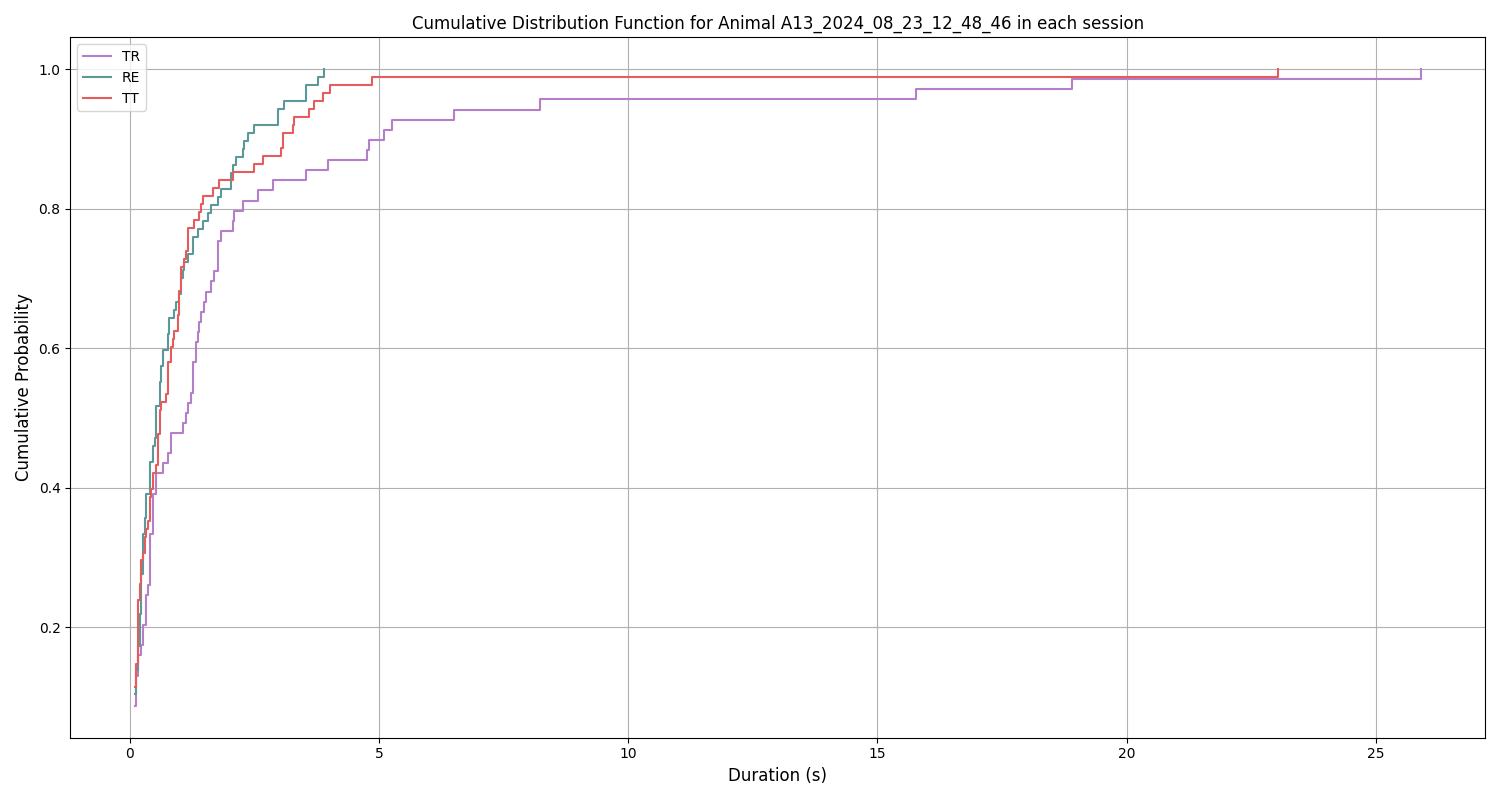 Cumulative Distribution Function for Animal A13_2024_08_23_12_48_46 in each session
TR
RE
TT
1.0
0.8
0.6
0.4
0.2
Cumulative Probability
0
5
10
15
20
25
Duration (s)